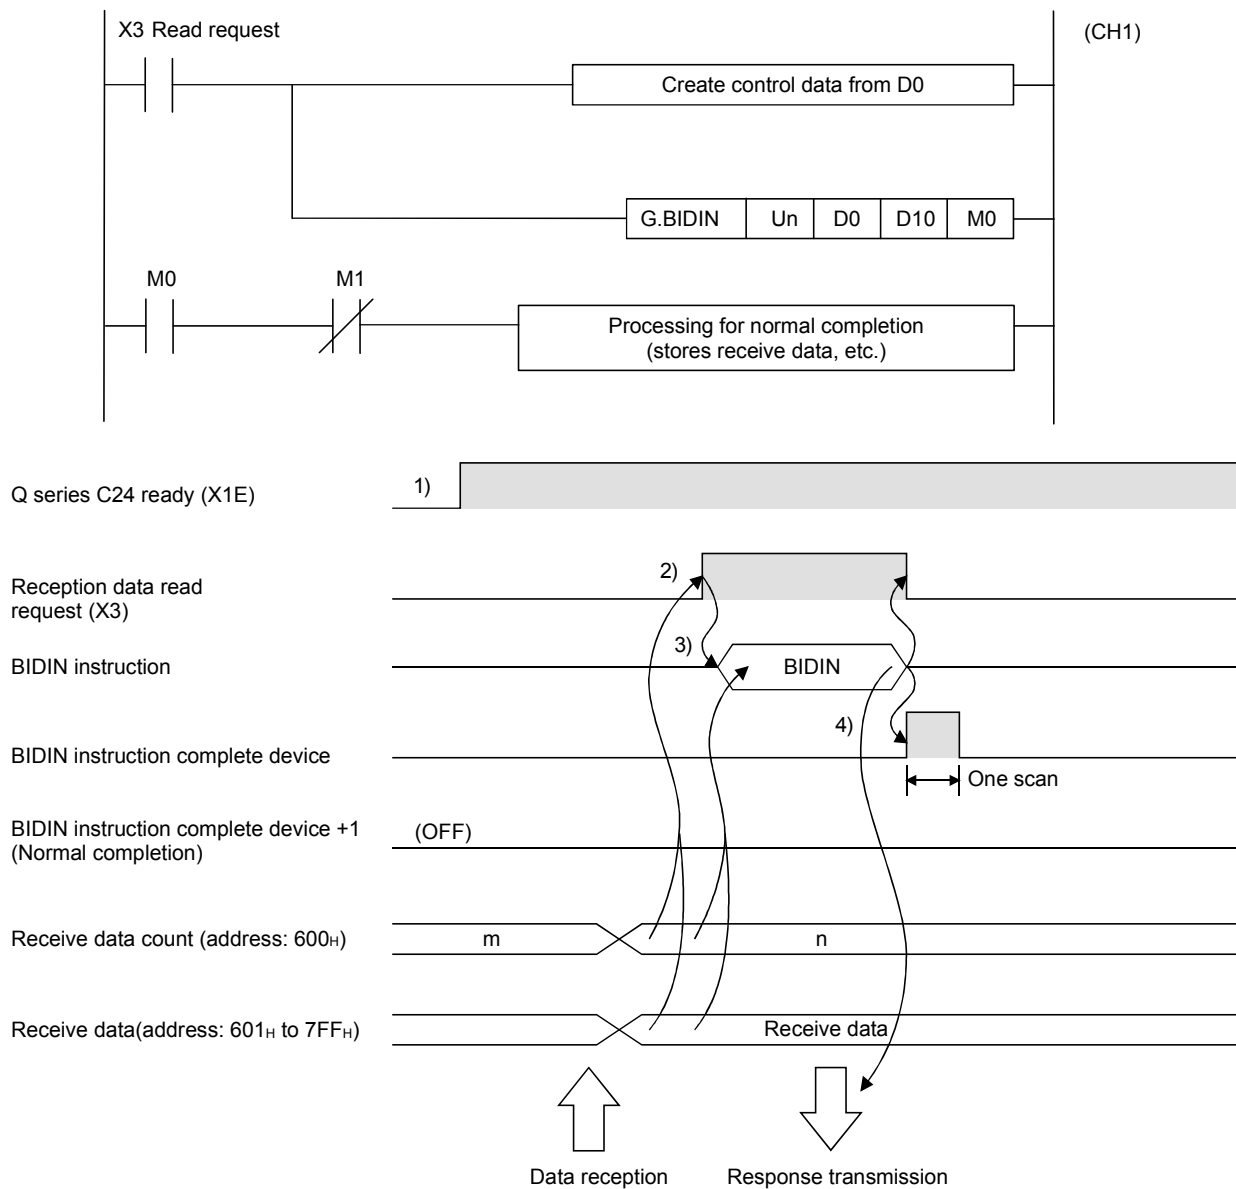 X3 Read request
(CH1)
Create control data from D0
G.BIDIN Un D0 D10 M0
M0 M1
Processing for normal completion
(stores receive data, etc.)
Q series C24 ready (X1E)
1)
Reception data read
request (X3)
2)
BIDIN instruction
3)
BIDIN
4)
BIDIN instruction complete device
One scan
BIDIN instruction complete device +1
(Normal completion)
(OFF)
Receive data count (address: 600H)
m
n
Receive data(address: 601H to 7FFH)
Receive data
Data reception
Response transmission